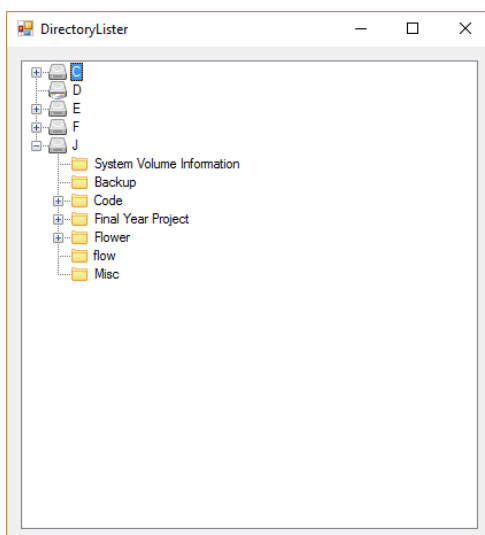 DirectoryLister
C
D
E
F
J
System Volume Information
Backup
Code
Final Year Project
Flower
flow
Misc